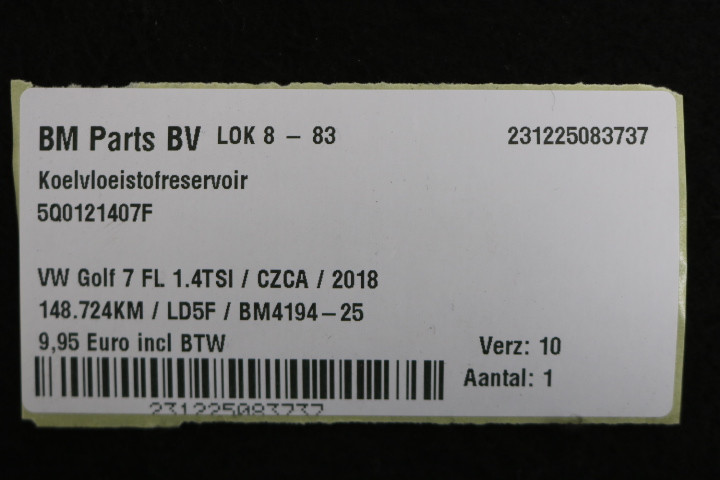 BM Parts BV LOK 8 - 83 231225083737
Koelvloeistofreservoir
5Q0121407F
VW Golf 7 FL 1.4TSI / CZCA / 2018
148.724KM / LD5F / BM4194-25
9,95 Euro incl BTW
Verz: 10
Aantal: 1
231225083737